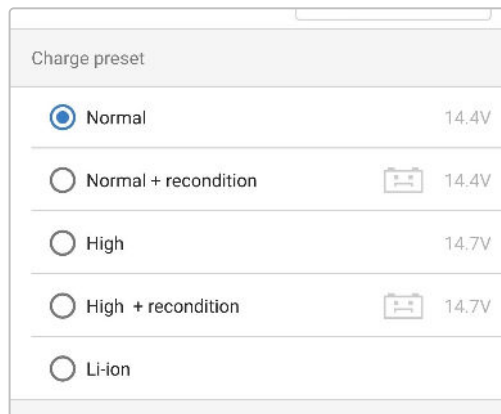 Charge preset
Normal 14.4V
Normal + recondition 14.4V
High 14.7V
High + recondition 14.7V
Li-ion